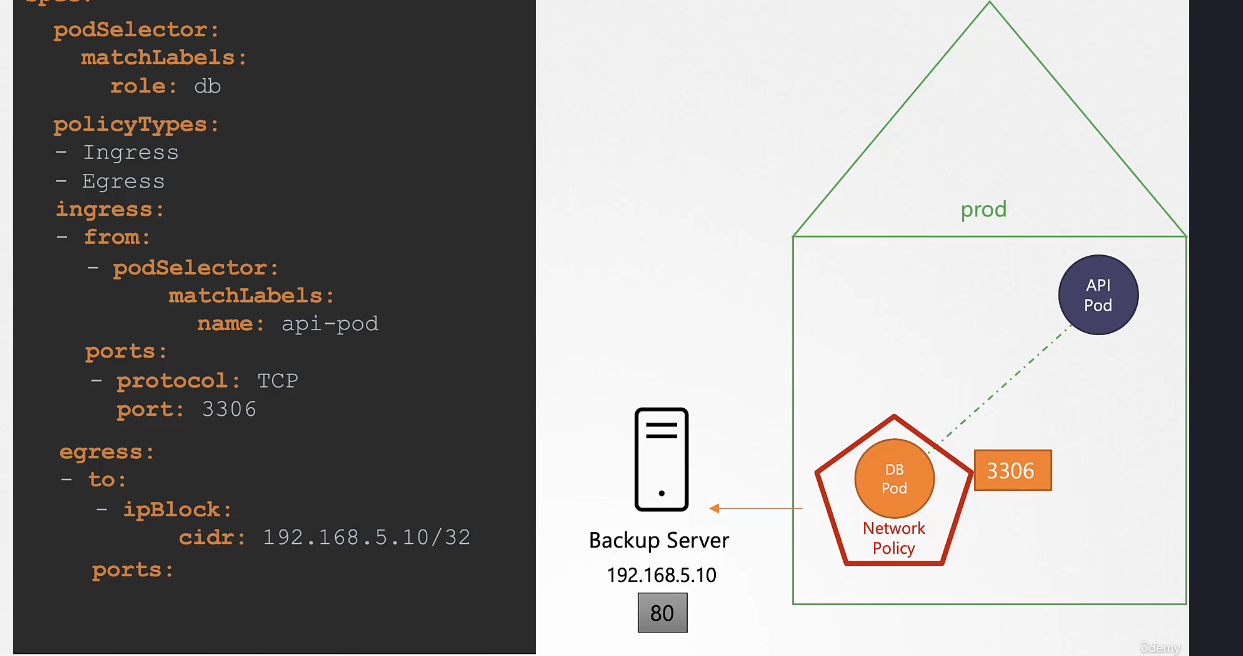 podSelector:
matchLabels:
role: db
policyTypes:
- Ingress
- Egress
ingress:
- from:
- podSelector:
matchLabels:
name: api-pod
ports:
- protocol: TCP
port: 3306
egress:
- to:
- ipBlock:
cidr: 192.168.5.10/32
ports:
prod
API
Pod
DB
Pod
3306
Network
Policy
Backup Server
192.168.5.10
80
ûdemy